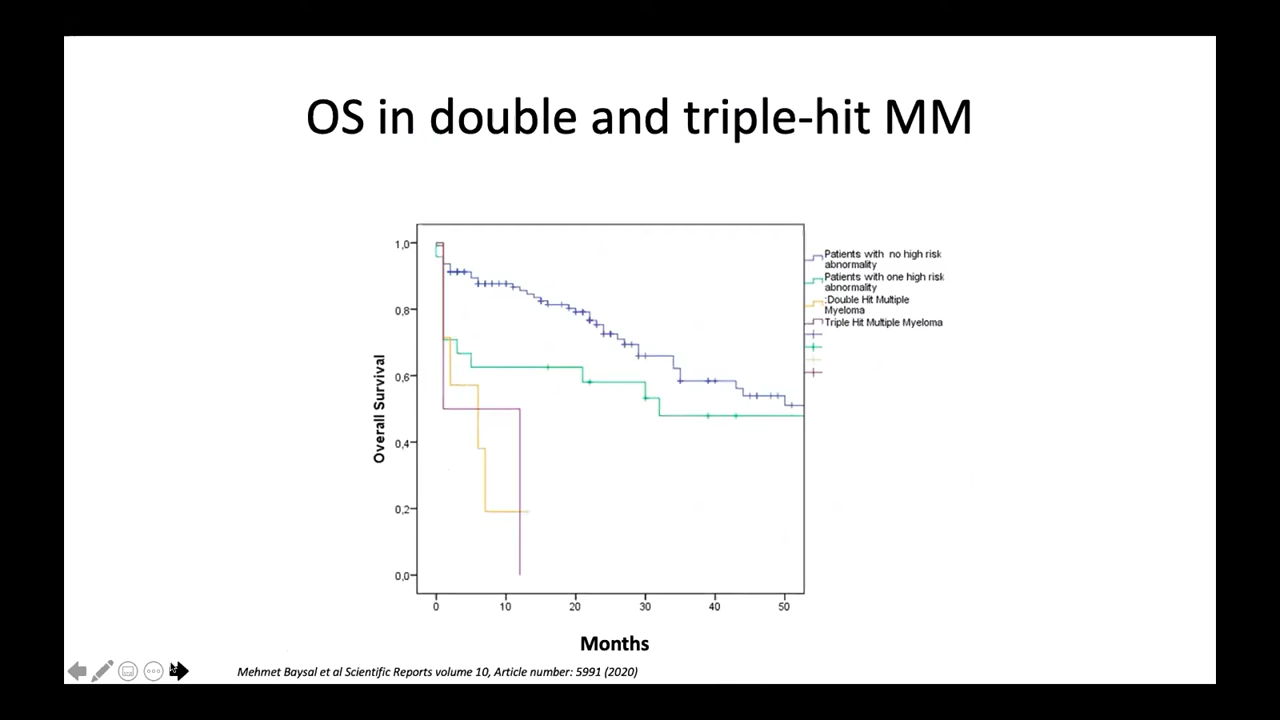 OS in double and triple-hit MM
1,0
0,8
0,6
0,4
0,2
0,0
Overall Survival
0 10 20 30 40 50
Months
Patients with no high risk
abnormality
Patients with one high risk
abnormality
:Double Hit Multiple
Myeloma
Triple Hit Multiple Myeloma
Mehmet Baysal et al Scientific Reports volume 10, Article number: 5991 (2020)